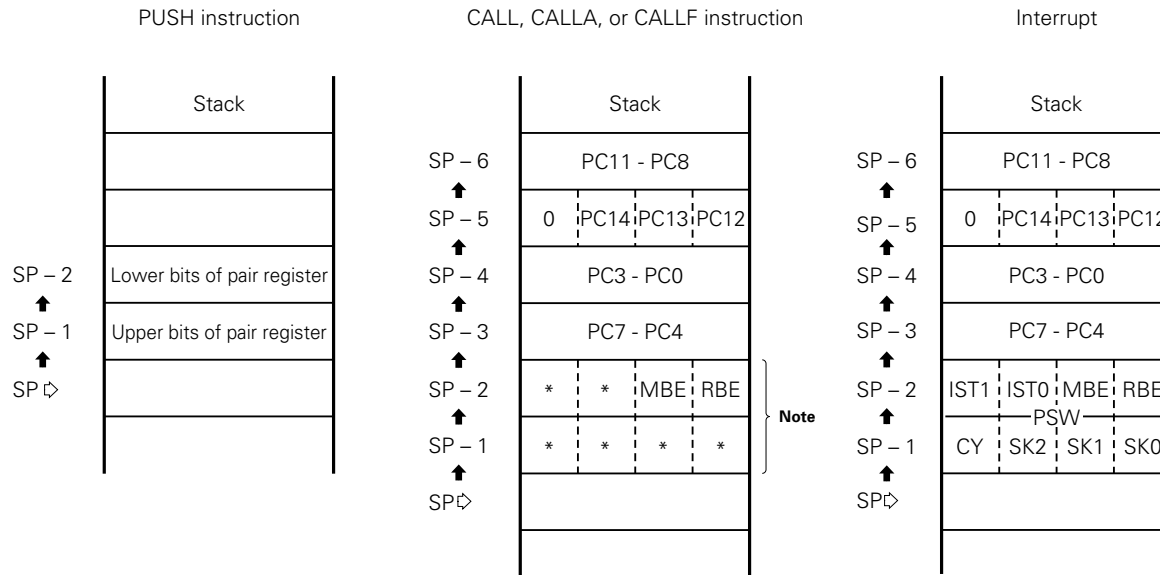 PUSH instruction
Stack
SP – 2 Lower bits of pair register
SP – 1 Upper bits of pair register
SP
CALL, CALLA, or CALLF instruction
Stack
SP – 6 PC11 - PC8
SP – 5 0 PC14 PC13 PC12
SP – 4 PC3 - PC0
SP – 3 PC7 - PC4
SP – 2 * * MBE RBE
Note
SP – 1 * * * *
SP
Interrupt
Stack
SP – 6 PC11 - PC8
SP – 5 0 PC14 PC13 PC12
SP – 4 PC3 - PC0
SP – 3 PC7 - PC4
SP – 2 IST1 IST0 MBE RBE
PSW
SP – 1 CY SK2 SK1 SK0
SP